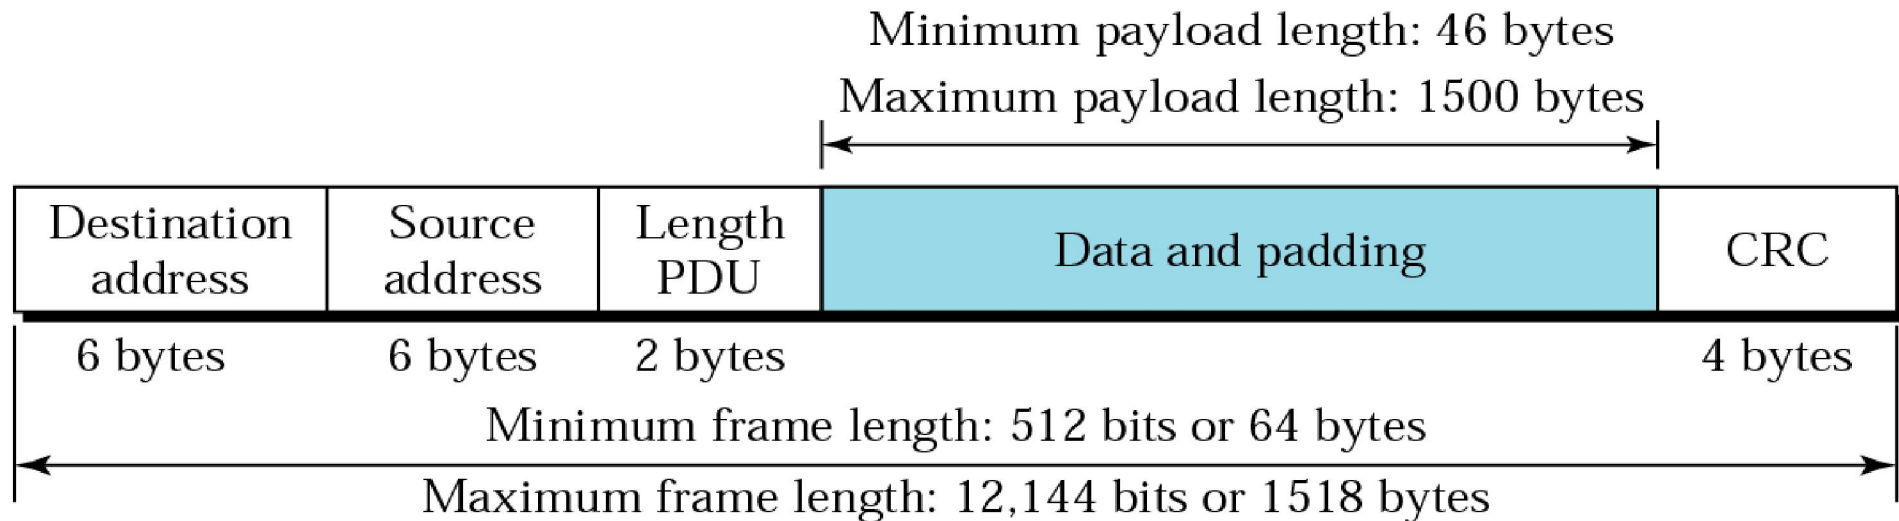 Minimum payload length: 46 bytes
Maximum payload length: 1500 bytes
Destination
address
Source
address
Length
PDU
Data and padding
CRC
6 bytes
6 bytes
2 bytes
4 bytes
Minimum frame length: 512 bits or 64 bytes
Maximum frame length: 12,144 bits or 1518 bytes